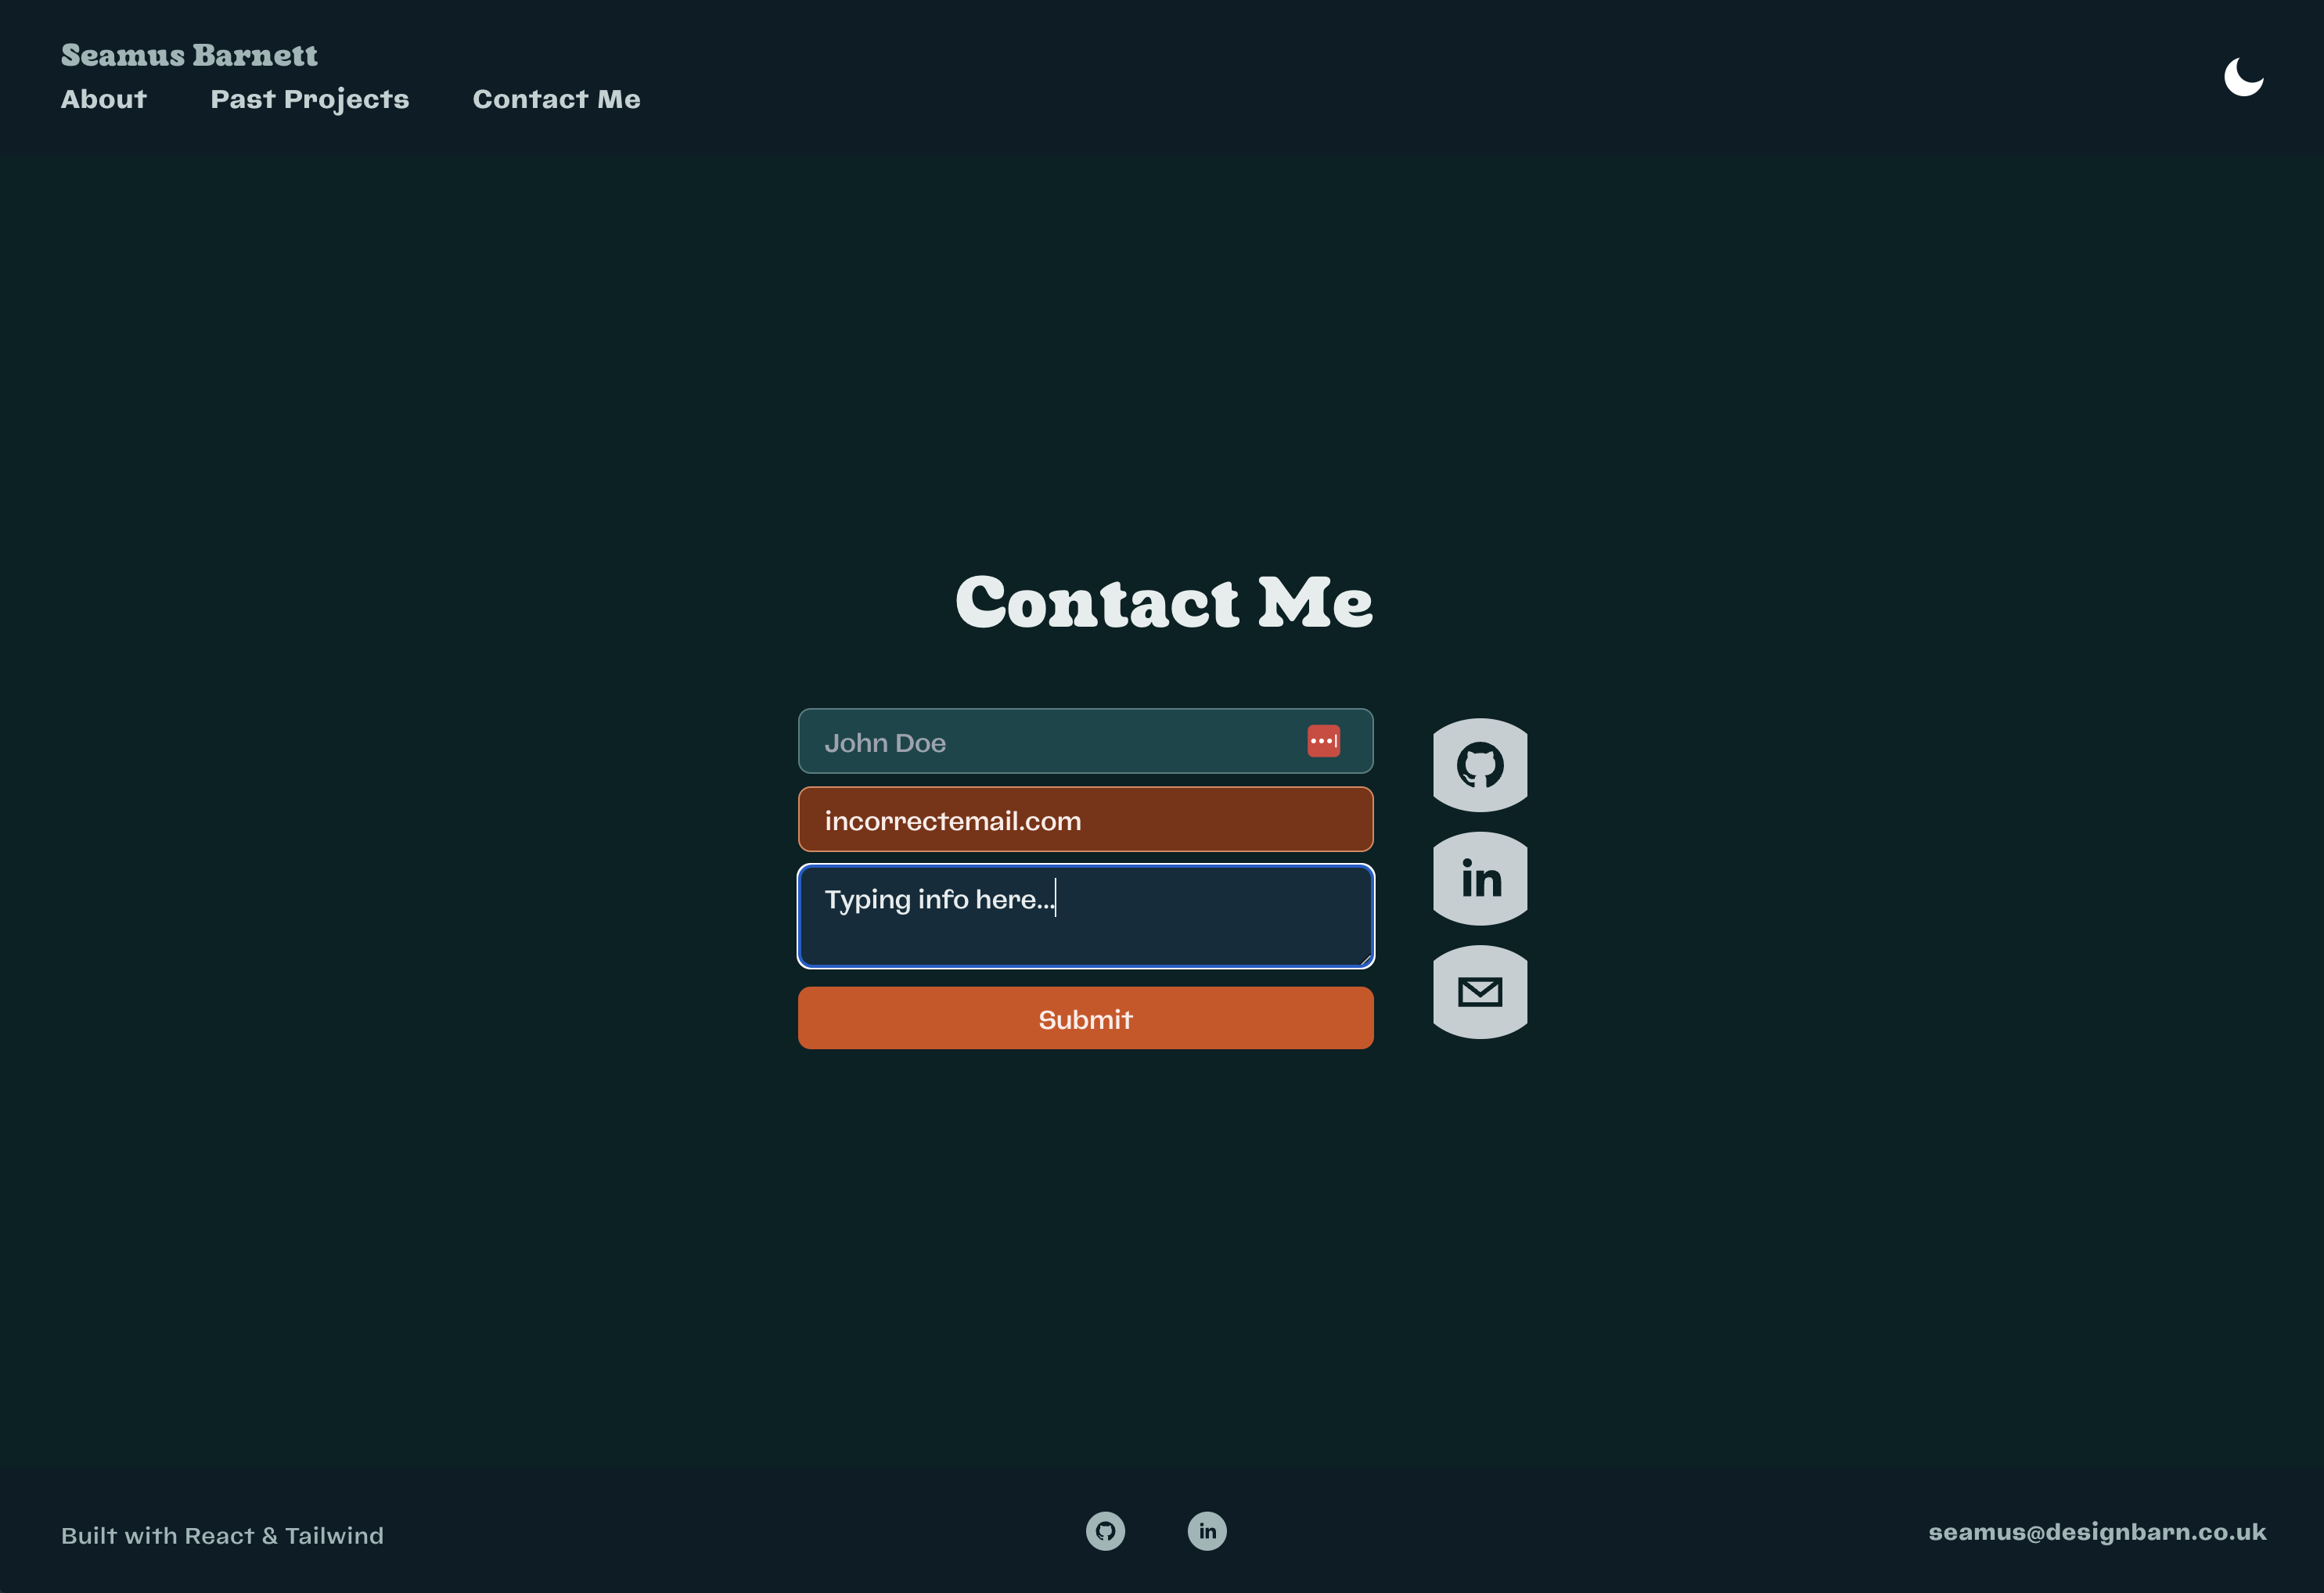 Seamus Barnett
About Past Projects Contact Me
Contact Me
John Doe
incorrectemail.com
Typing info here...
Submit
in
Built with React & Tailwind
in
seamus@designbarn.co.uk